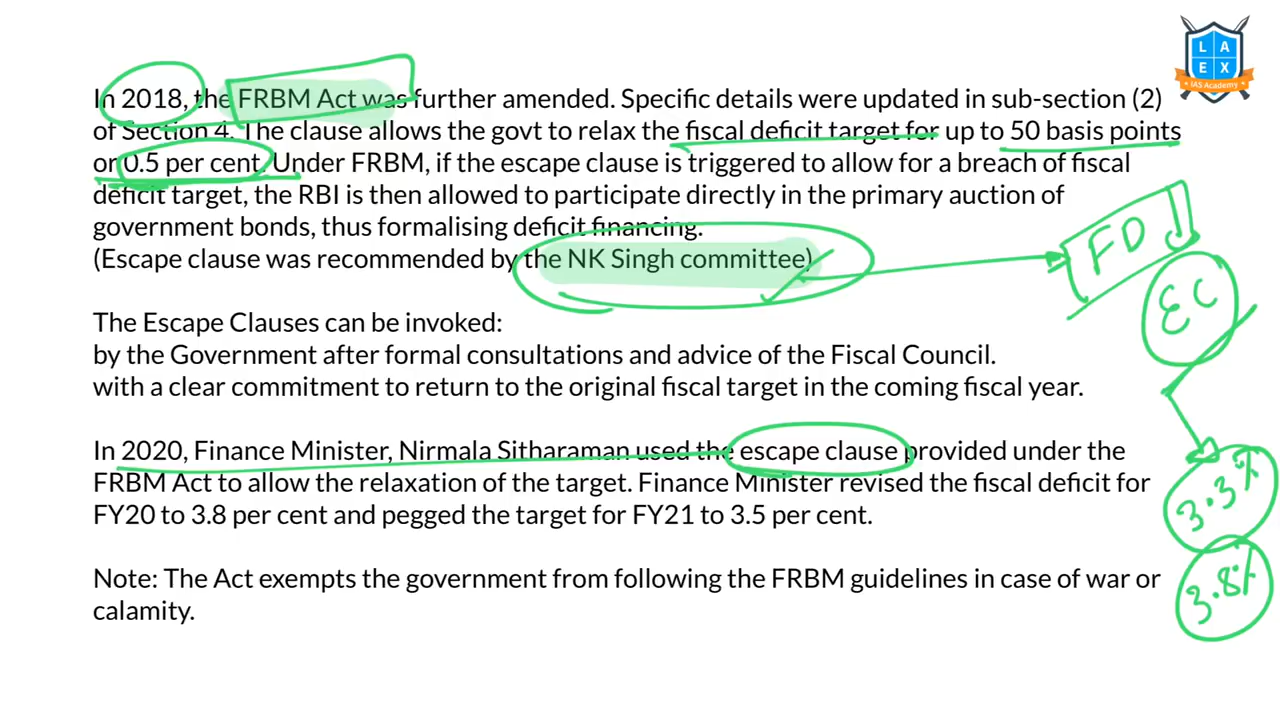 L A
E X
IAS Academy
In 2018, the FRBM Act was further amended. Specific details were updated in sub-section (2)
of Section 4. The clause allows the govt to relax the fiscal deficit target for up to 50 basis points
or 0.5 per cent. Under FRBM, if the escape clause is triggered to allow for a breach of fiscal
deficit target, the RBI is then allowed to participate directly in the primary auction of
government bonds, thus formalising deficit financing.
(Escape clause was recommended by the NK Singh committee)
FD
EC
The Escape Clauses can be invoked:
by the Government after formal consultations and advice of the Fiscal Council.
with a clear commitment to return to the original fiscal target in the coming fiscal year.
In 2020, Finance Minister, Nirmala Sitharaman used the escape clause provided under the
FRBM Act to allow the relaxation of the target. Finance Minister revised the fiscal deficit for
FY20 to 3.8 per cent and pegged the target for FY21 to 3.5 per cent.
3.3%
3.8%
Note: The Act exempts the government from following the FRBM guidelines in case of war or
calamity.